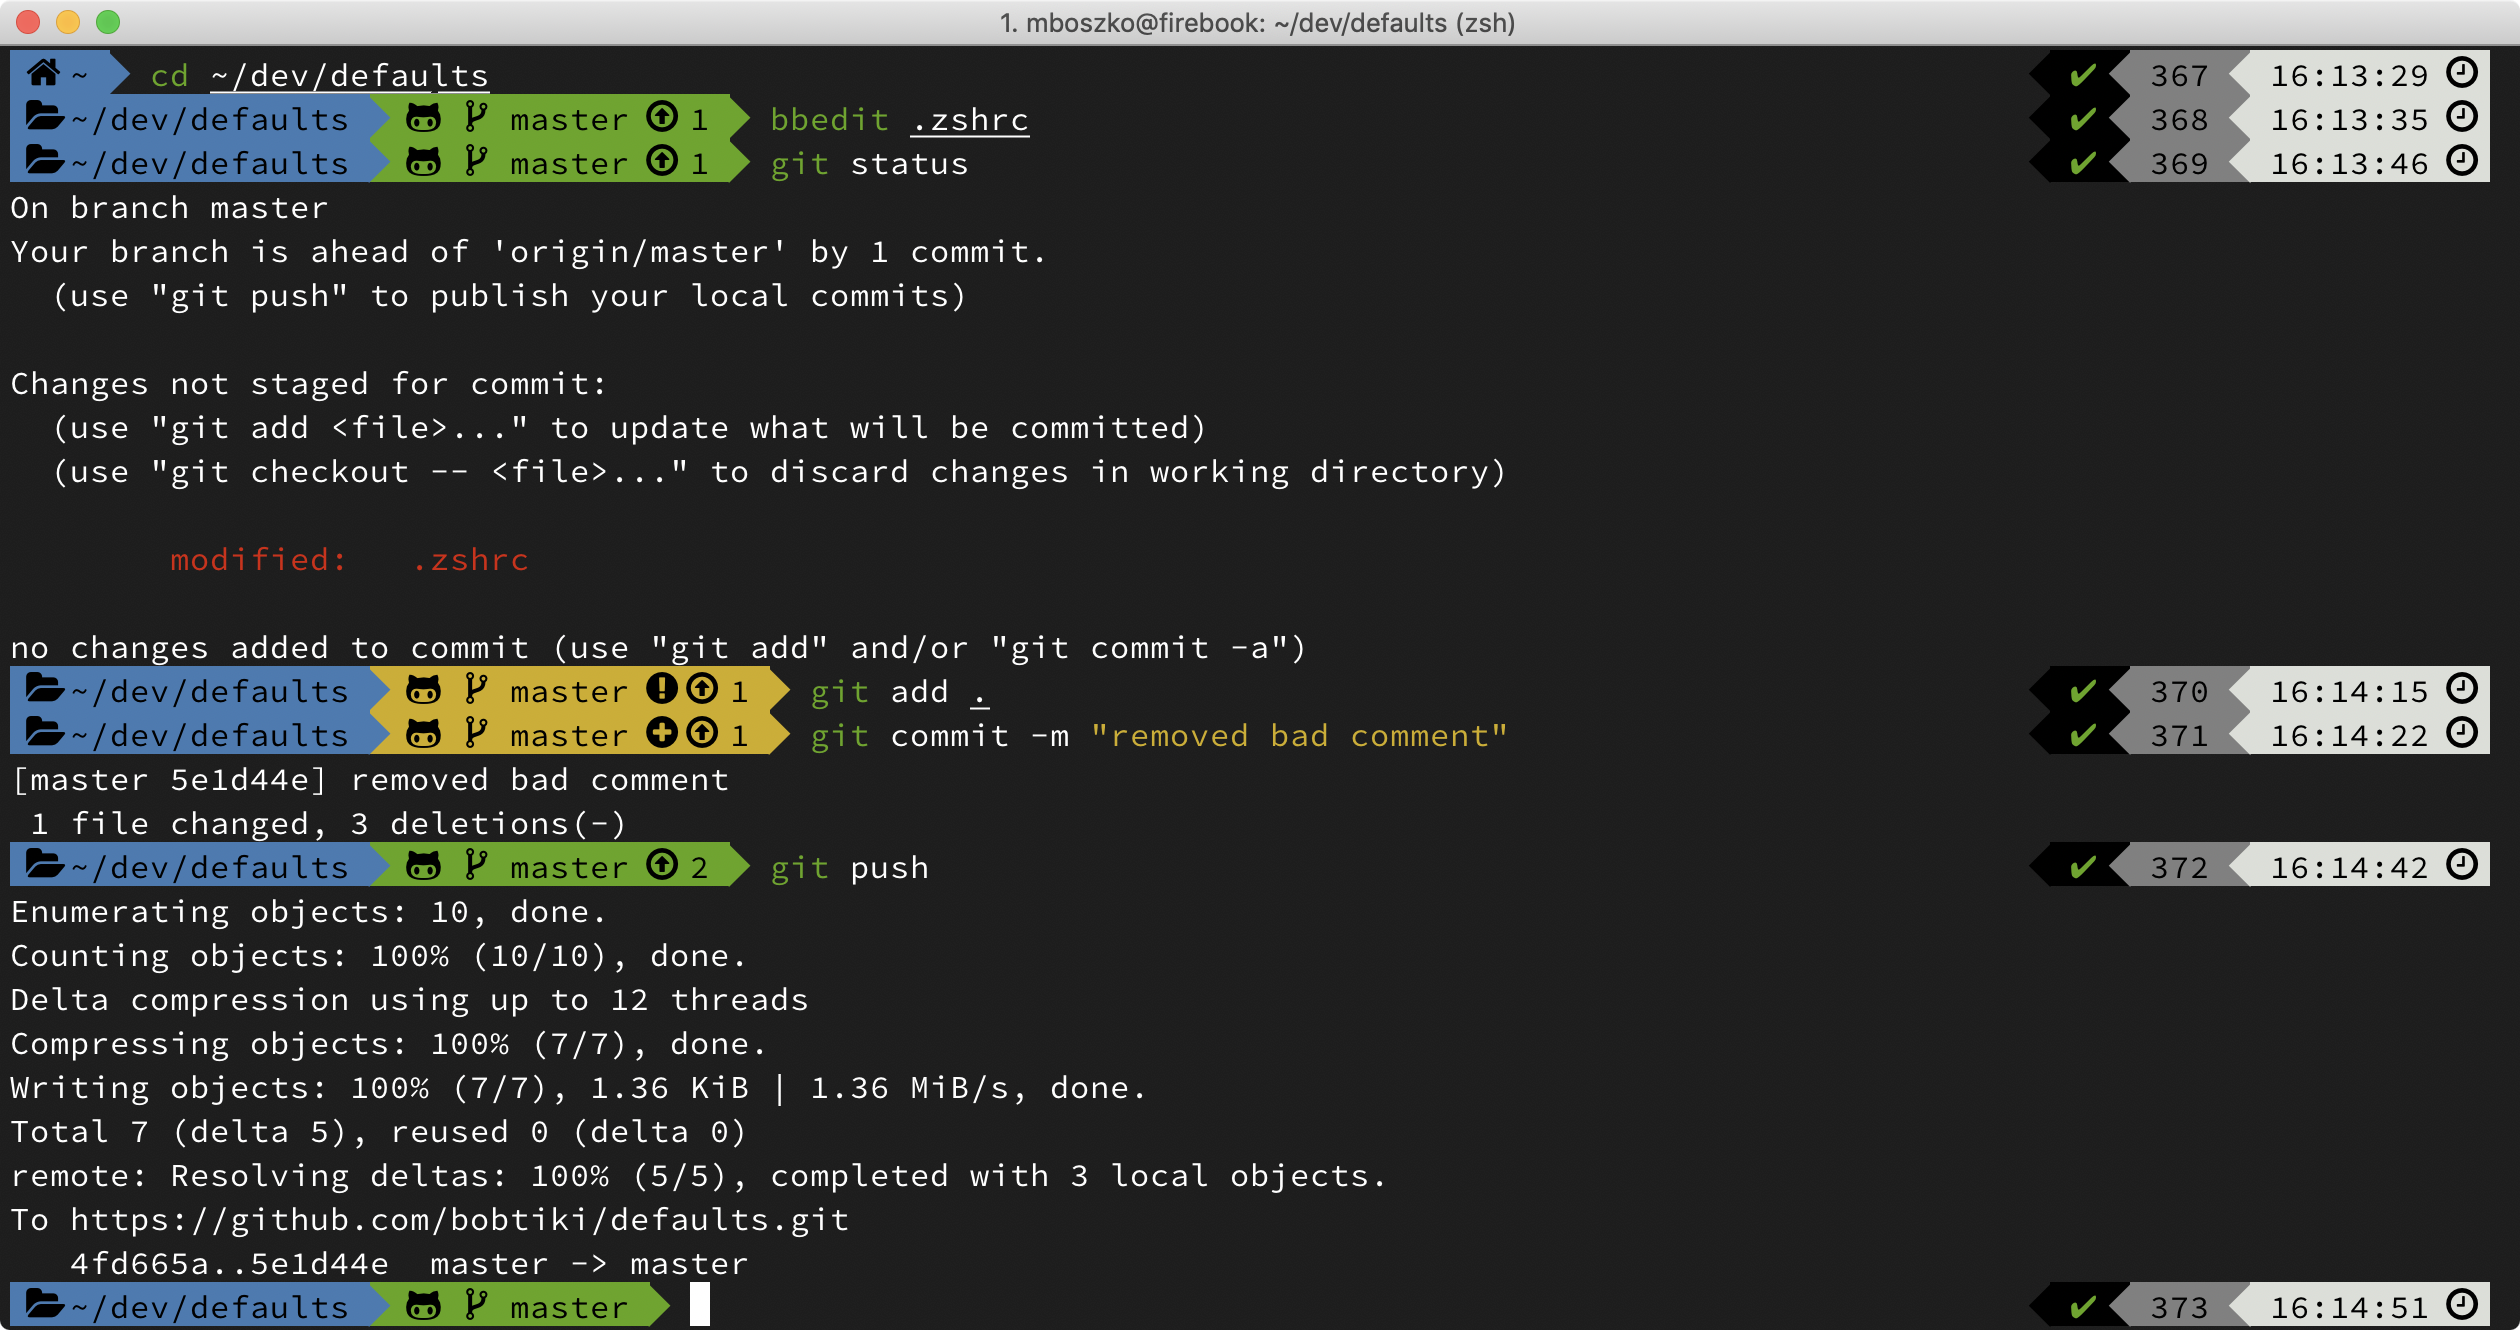 1. mboszko@firebook: ~/dev/defaults (zsh)
~ cd ~/dev/defaults ✔ 367 16:13:29
~/dev/defaults master 1 bbedit .zshrc ✔ 368 16:13:35
~/dev/defaults master 1 git status ✔ 369 16:13:46
On branch master
Your branch is ahead of 'origin/master' by 1 commit.
  (use "git push" to publish your local commits)
Changes not staged for commit:
  (use "git add <file>..." to update what will be committed)
  (use "git checkout -- <file>..." to discard changes in working directory)
        modified:   .zshrc
no changes added to commit (use "git add" and/or "git commit -a")
~/dev/defaults master 1 git add . ✔ 370 16:14:15
~/dev/defaults master 1 git commit -m "removed bad comment" ✔ 371 16:14:22
[master 5e1d44e] removed bad comment
 1 file changed, 3 deletions(-)
~/dev/defaults master 2 git push ✔ 372 16:14:42
Enumerating objects: 10, done.
Counting objects: 100% (10/10), done.
Delta compression using up to 12 threads
Compressing objects: 100% (7/7), done.
Writing objects: 100% (7/7), 1.36 KiB | 1.36 MiB/s, done.
Total 7 (delta 5), reused 0 (delta 0)
remote: Resolving deltas: 100% (5/5), completed with 3 local objects.
To https://github.com/bobtiki/defaults.git
   4fd665a..5e1d44e  master -> master
~/dev/defaults master ✔ 373 16:14:51